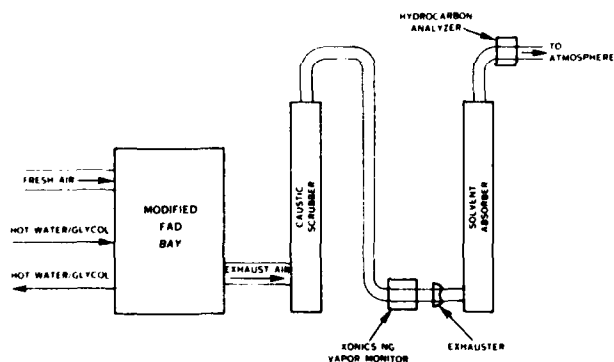 HYDROCARBON
ANALYZER
TO
ATMOSPHERE
FRESH AIR
HOT WATER/GLYCOL
HOT WATER/GLYCOL
MODIFIED
FAD
BAY
EXHAUST AIR
CAUSTIC
SCRUBBER
SOLVENT
ABSORBER
XONICS NG
VAPOR MONITOR
EXHAUSTER